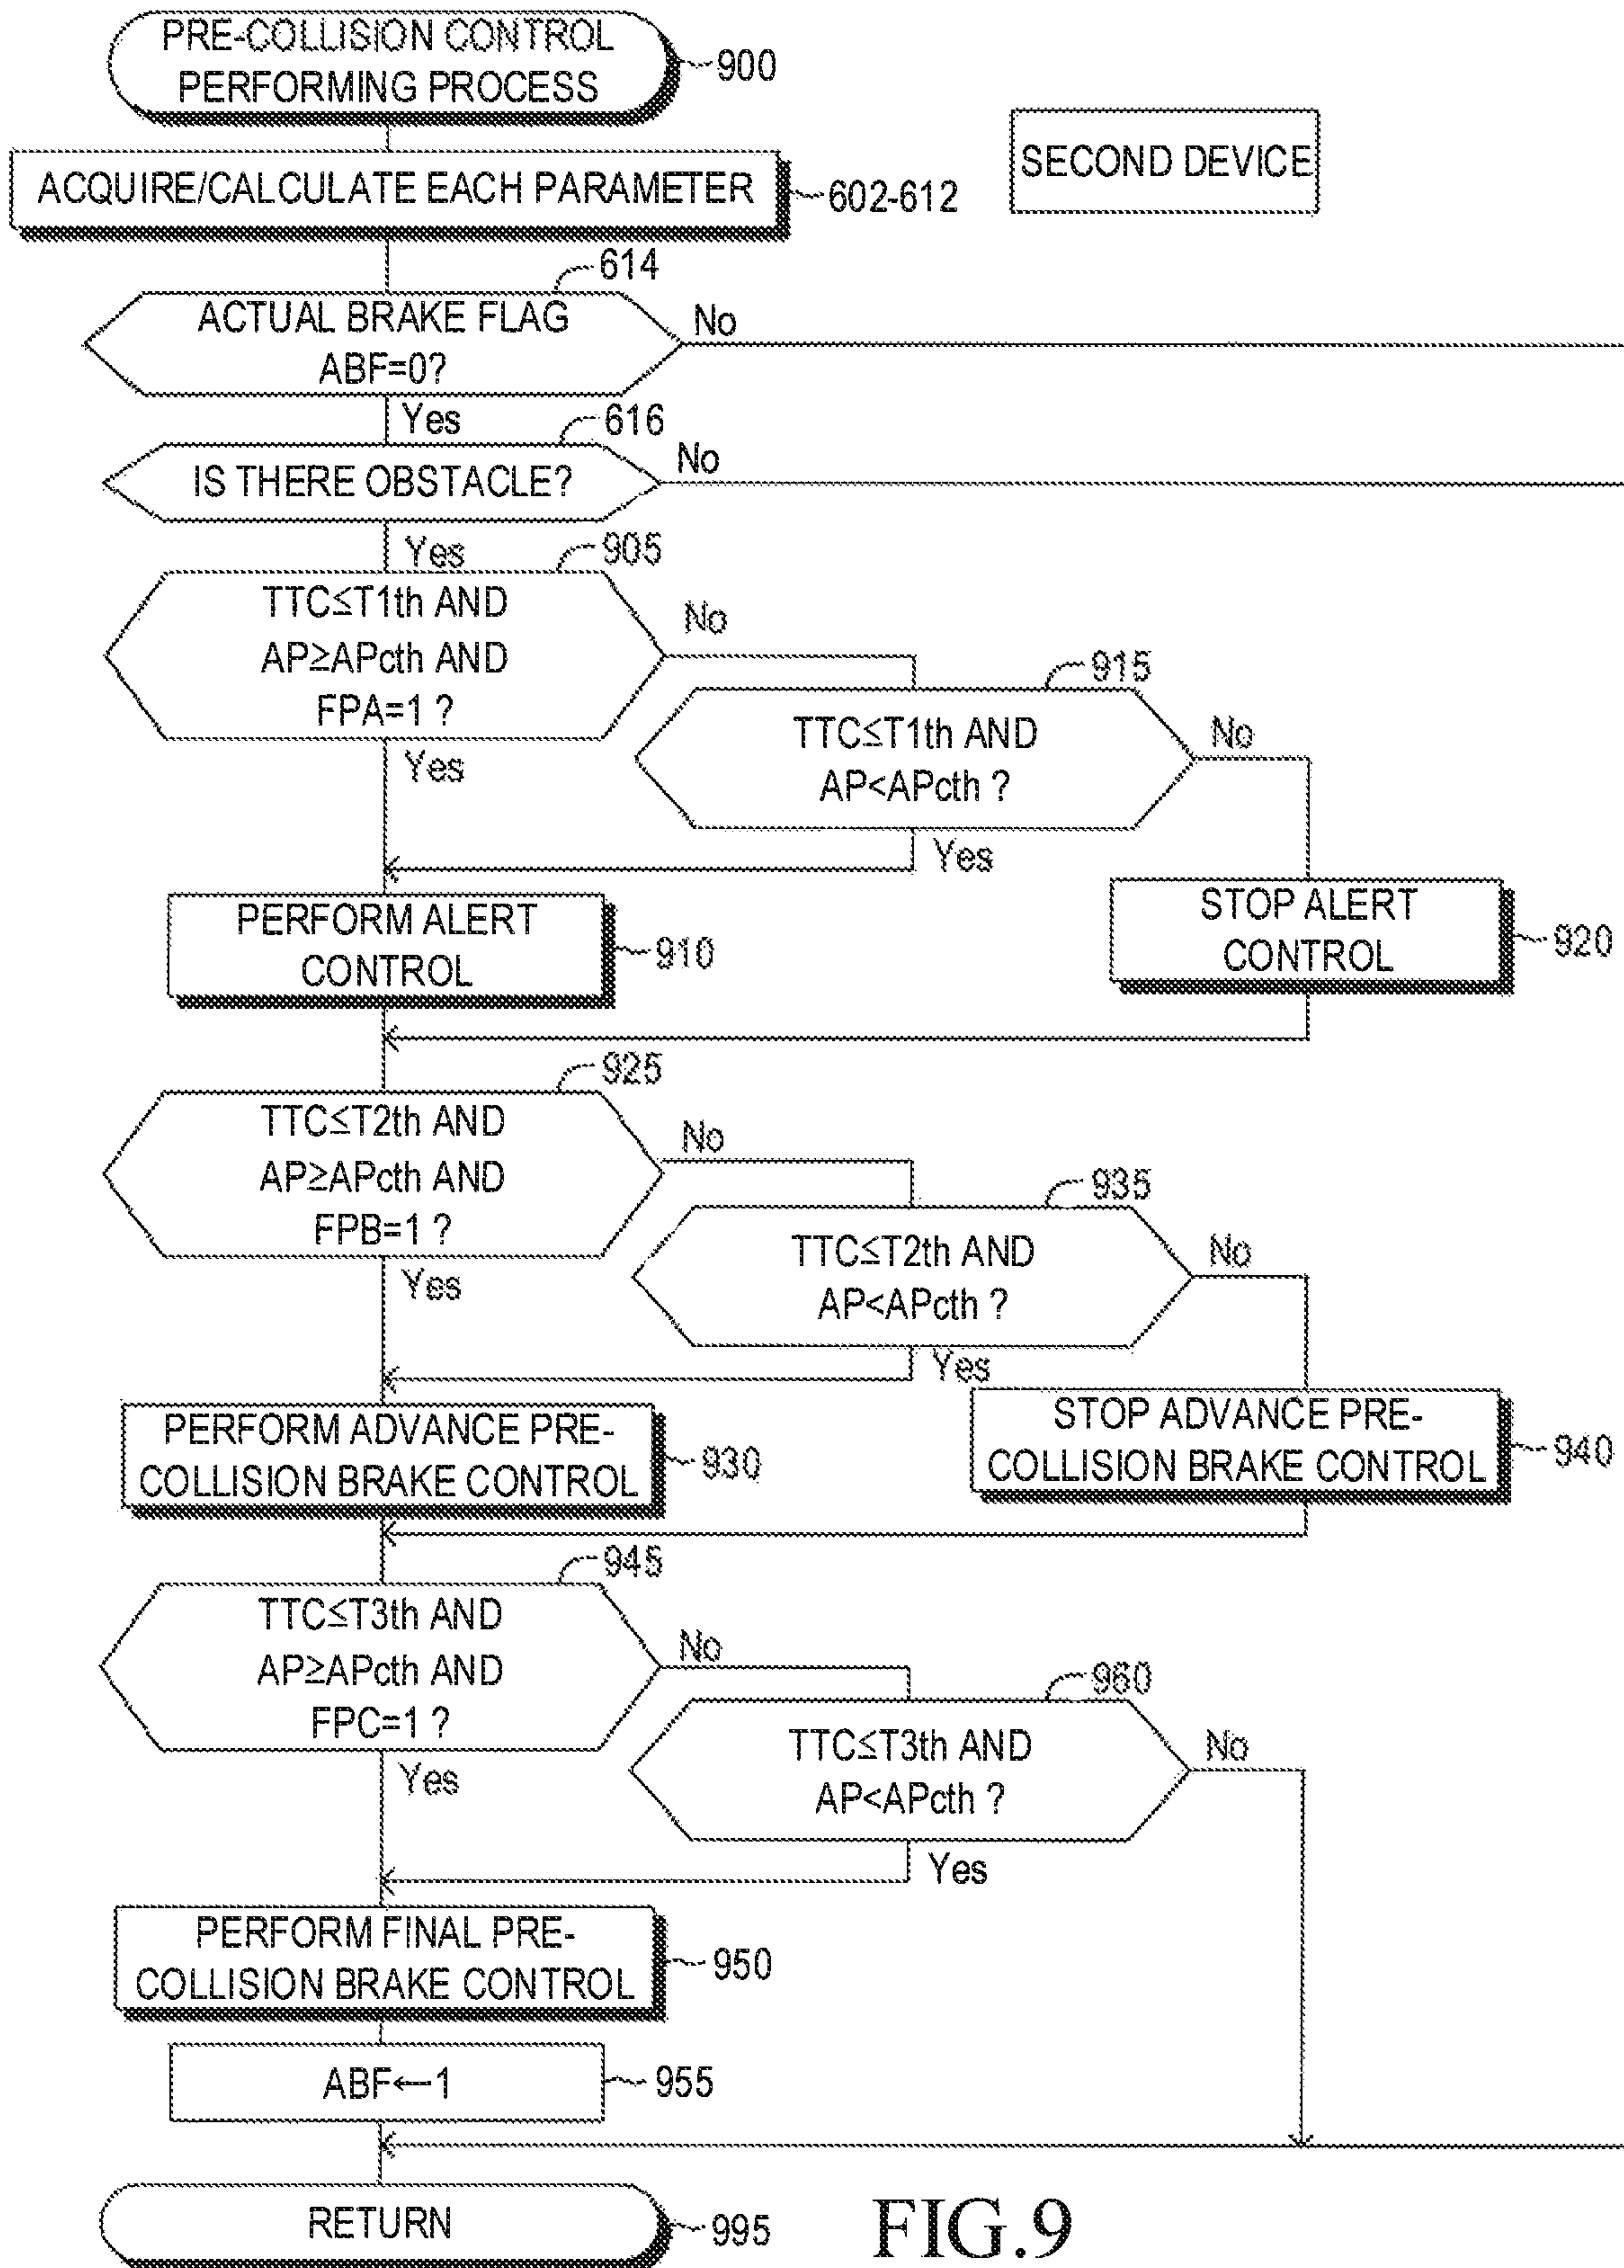 PRE-COLLISION CONTROL
PERFORMING PROCESS
900
SECOND DEVICE
ACQUIRE/CALCULATE EACH PARAMETER
602-612
614
ACTUAL BRAKE FLAG
ABF=0?
No
Yes
616
IS THERE OBSTACLE?
No
Yes
905
TTC≤T1th AND
AP≥APcth AND
FPA=1 ?
No
Yes
915
TTC≤T1th AND
AP<APcth ?
No
Yes
PERFORM ALERT
CONTROL
910
STOP ALERT
CONTROL
920
925
TTC≤T2th AND
AP≥APcth AND
FPB=1 ?
No
Yes
935
TTC≤T2th AND
AP<APcth ?
No
Yes
PERFORM ADVANCE PRE-
COLLISION BRAKE CONTROL
930
STOP ADVANCE PRE-
COLLISION BRAKE CONTROL
940
945
TTC≤T3th AND
AP≥APcth AND
FPC=1 ?
No
Yes
960
TTC≤T3th AND
AP<APcth ?
No
Yes
PERFORM FINAL PRE-
COLLISION BRAKE CONTROL
950
ABF←1
955
RETURN
995
FIG.9